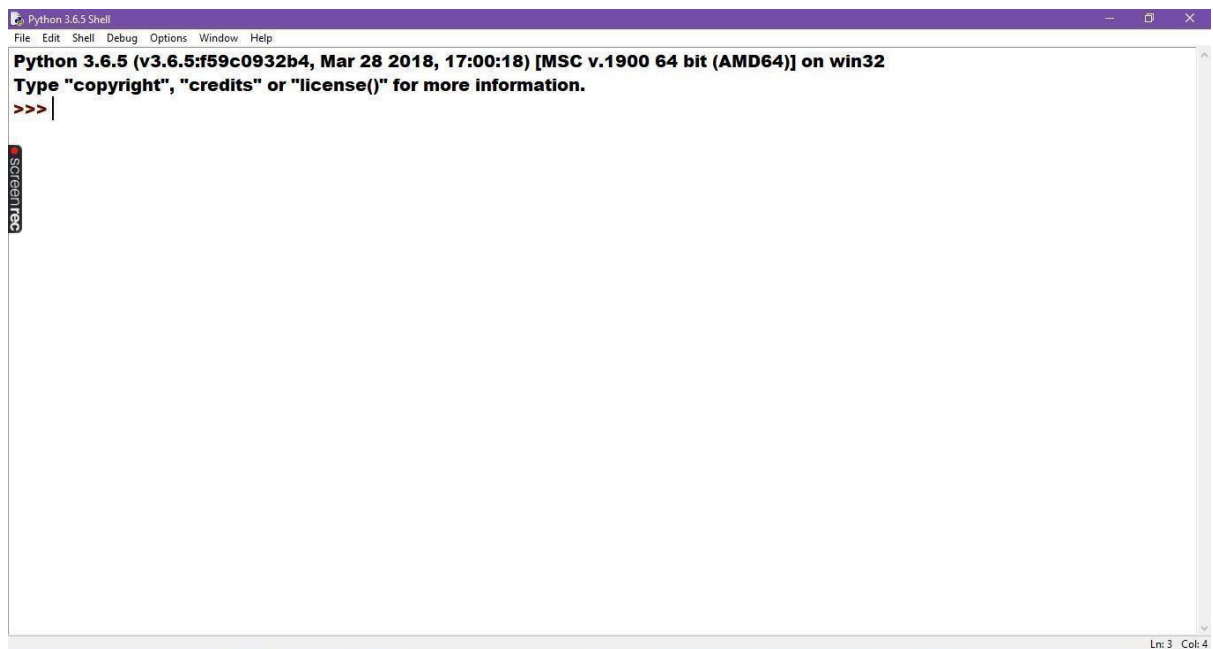 Python 3.6.5 Shell
File Edit Shell Debug Options Window Help
Python 3.6.5 (v3.6.5:f59c0932b4, Mar 28 2018, 17:00:18) [MSC v.1900 64 bit (AMD64)] on win32
Type "copyright", "credits" or "license()" for more information.
>>>
screenrec
Ln: 3 Col: 4